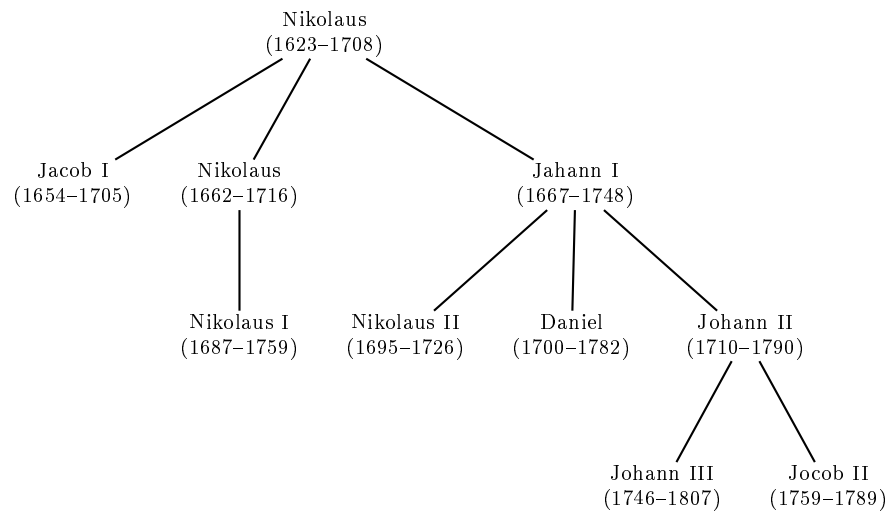 Nikolaus
(1623–1708)
Jacob I
(1654–1705)
Nikolaus
(1662–1716)
Jahann I
(1667–1748)
Nikolaus I
(1687–1759)
Nikolaus II
(1695–1726)
Daniel
(1700–1782)
Johann II
(1710–1790)
Johann III
(1746–1807)
Jocob II
(1759–1789)